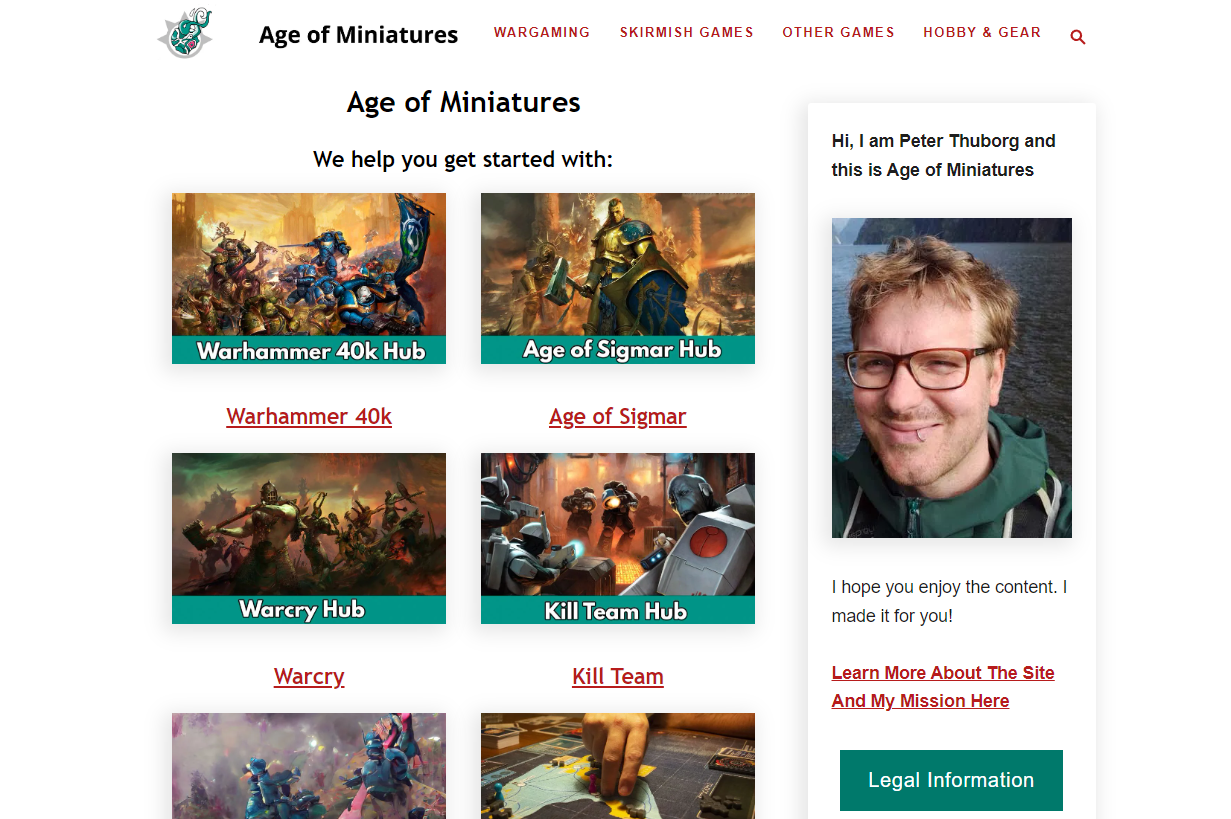 Age of Miniatures
WARGAMING
SKIRMISH GAMES
OTHER GAMES
HOBBY & GEAR
Age of Miniatures
We help you get started with:
Warhammer 40k Hub
Age of Sigmar Hub
Warhammer 40k
Age of Sigmar
Warcry Hub
Kill Team Hub
Warcry
Kill Team
Hi, I am Peter Thuborg and
this is Age of Miniatures
I hope you enjoy the content. I
made it for you!
Learn More About The Site
And My Mission Here
Legal Information